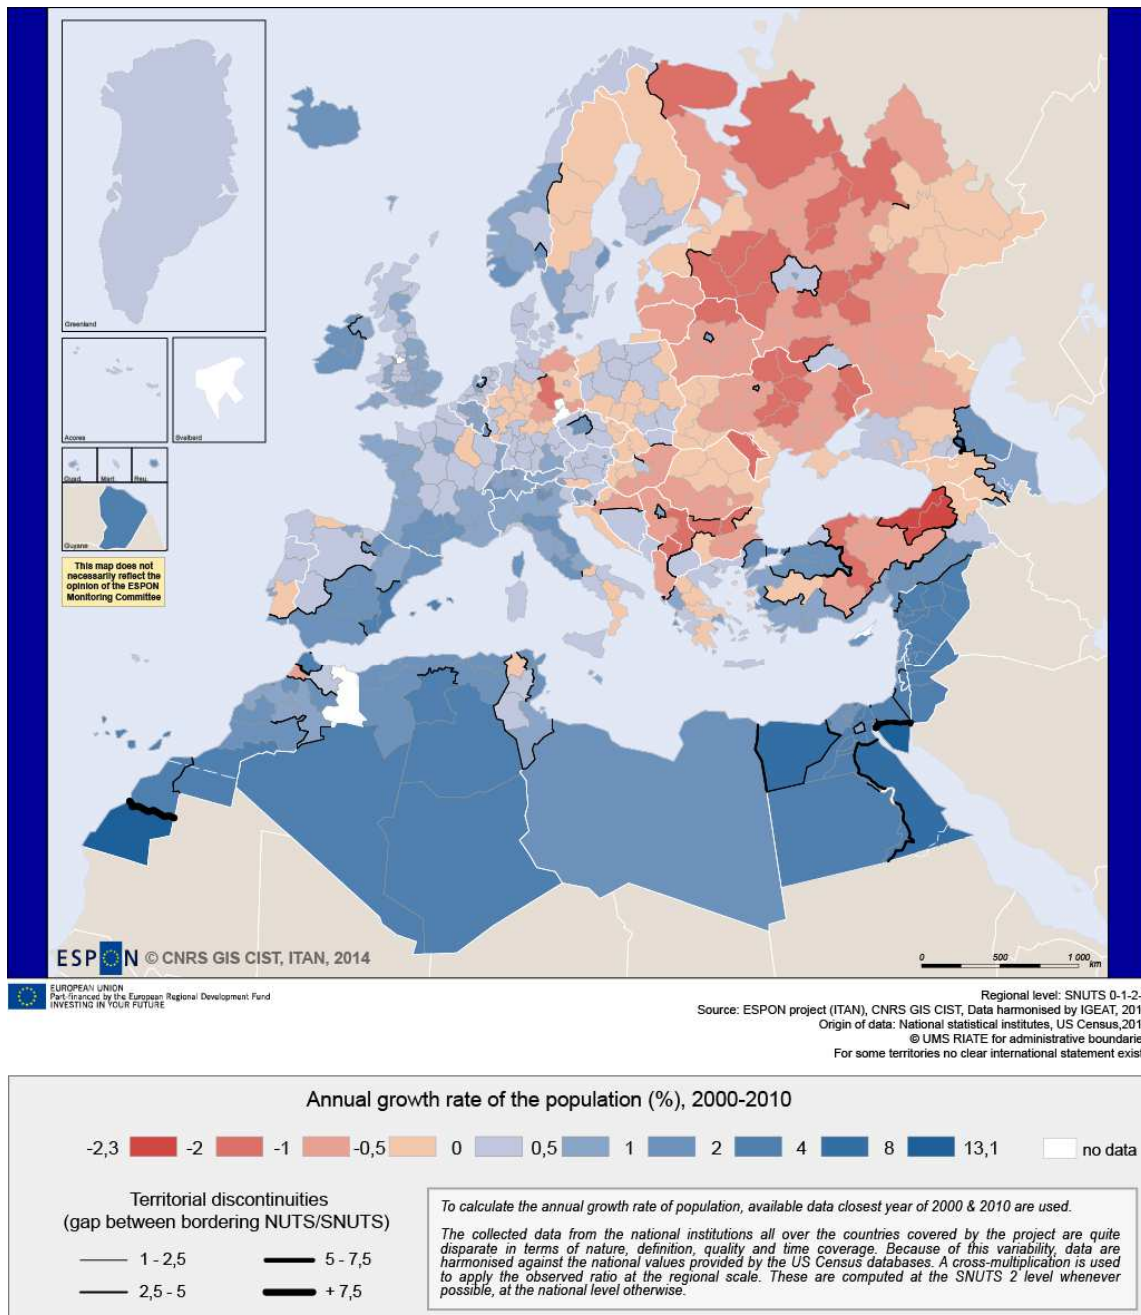 Greenland
Acores
Svalbard
Guad.
Mart.
Reu.
Guyane
This map does not
necessarily reflect the
opinion of the ESPON
Monitoring Committee
ESPON © CNRS GIS CIST, ITAN, 2014
0 500 1 000
km
EUROPEAN UNION
Part-financed by the European Regional Development Fund
INVESTING IN YOUR FUTURE
Regional level: SNUTS 0-1-2-
Source: ESPON project (ITAN), CNRS GIS CIST, Data harmonised by IGEAT, 201
Origin of data: National statistical institutes, US Census,201
© UMS RIATE for administrative boundarie
For some territories no clear international statement exist
Annual growth rate of the population (%), 2000-2010
-2,3 -2 -1 -0,5 0 0,5 1 2 4 8 13,1 no data
Territorial discontinuities
(gap between bordering NUTS/SNUTS)
1 - 2,5 5 - 7,5
2,5 - 5 + 7,5
To calculate the annual growth rate of population, available data closest year of 2000 & 2010 are used.
The collected data from the national institutions all over the countries covered by the project are quite
disparate in terms of nature, definition, quality and time coverage. Because of this variability, data are
harmonised against the national values provided by the US Census databases. A cross-multiplication is used
to apply the observed ratio at the regional scale. These are computed at the SNUTS 2 level whenever
possible, at the national level otherwise.